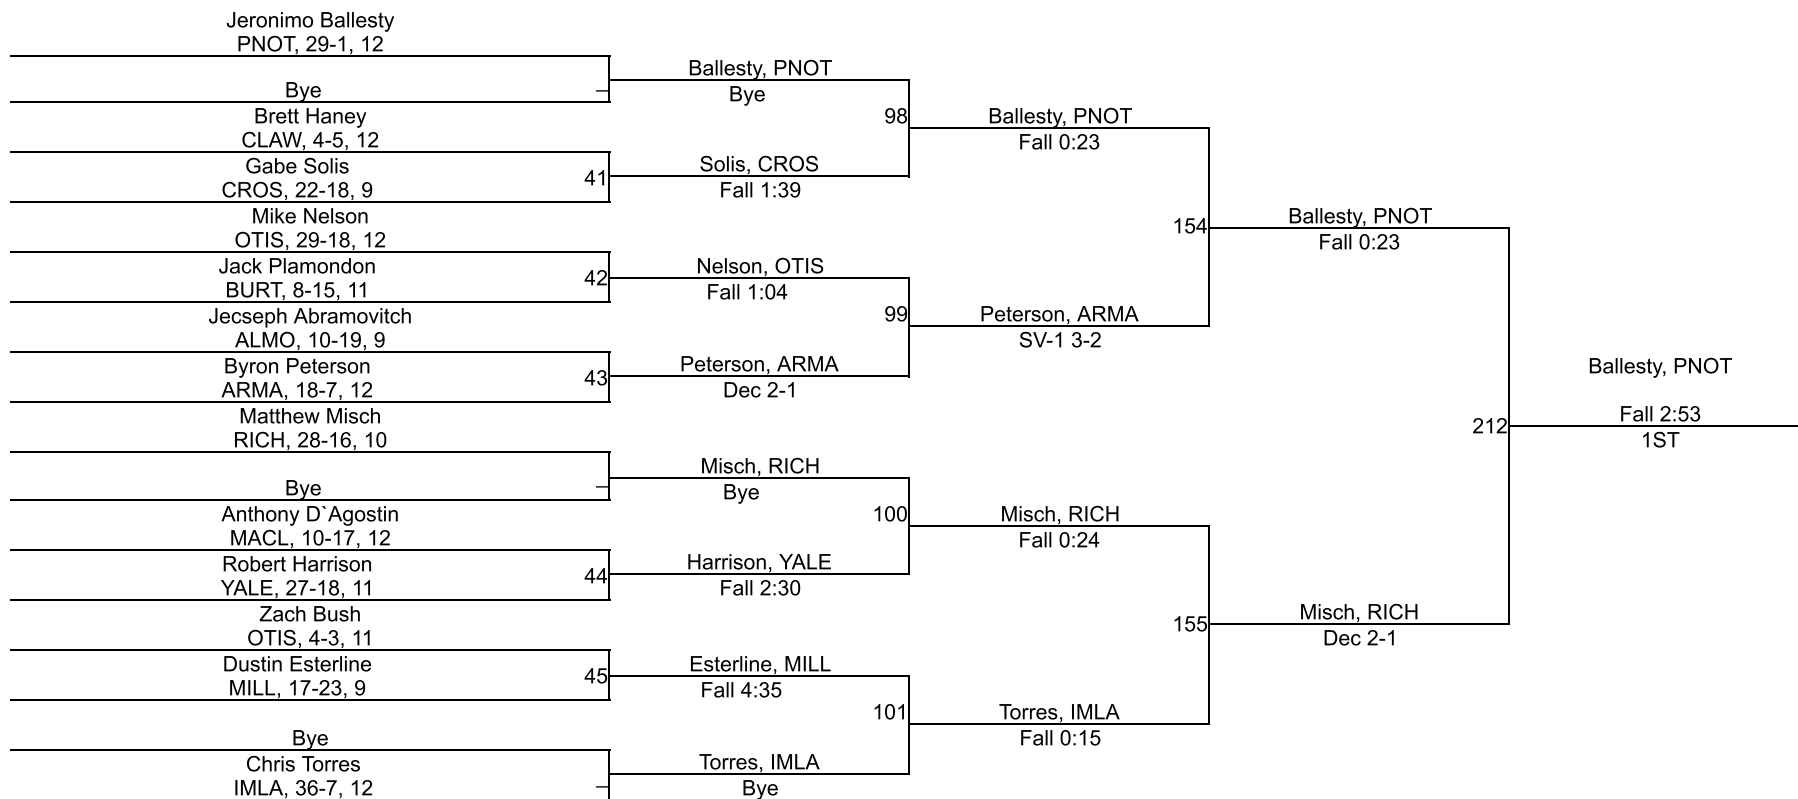 Jeronimo Ballesty
PNOT, 29-1, 12
Bye
Brett Haney
CLAW, 4-5, 12
Gabe Solis
CROS, 22-18, 9
41
Mike Nelson
OTIS, 29-18, 12
Jack Plamondon
BURT, 8-15, 11
42
Jecseph Abramovitch
ALMO, 10-19, 9
Byron Peterson
ARMA, 18-7, 12
43
Matthew Misch
RICH, 28-16, 10
Bye
Anthony D`Agostin
MACL, 10-17, 12
Robert Harrison
YALE, 27-18, 11
44
Zach Bush
OTIS, 4-3, 11
Dustin Esterline
MILL, 17-23, 9
45
Bye
Chris Torres
IMLA, 36-7, 12
Ballesty, PNOT
Bye
98
Solis, CROS
Fall 1:39
Nelson, OTIS
Fall 1:04
99
Peterson, ARMA
Dec 2-1
Misch, RICH
Bye
100
Harrison, YALE
Fall 2:30
Esterline, MILL
Fall 4:35
101
Torres, IMLA
Bye
Ballesty, PNOT
Fall 0:23
154
Peterson, ARMA
SV-1 3-2
Misch, RICH
Fall 0:24
155
Torres, IMLA
Fall 0:15
Ballesty, PNOT
Fall 0:23
212
Misch, RICH
Dec 2-1
Ballesty, PNOT
Fall 2:53
1ST